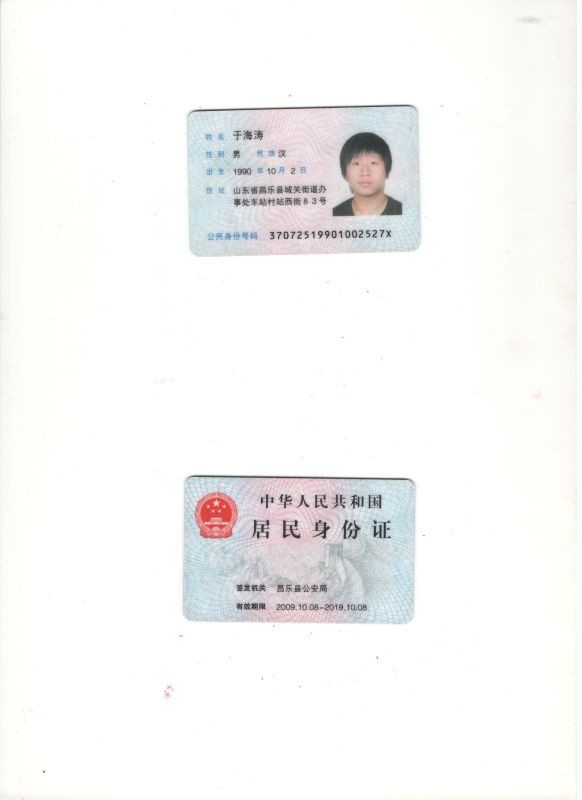 姓名 于海涛
性别 男 民族 汉
出生 1990 年 10 月 2 日
住址 山东省昌乐县城关街道办
事处车站村站西街83号
公民身份号码 37072519901002527X
中华人民共和国
居民身份证
签发机关 昌乐县公安局
有效期限 2009.10.08-2019.10.08